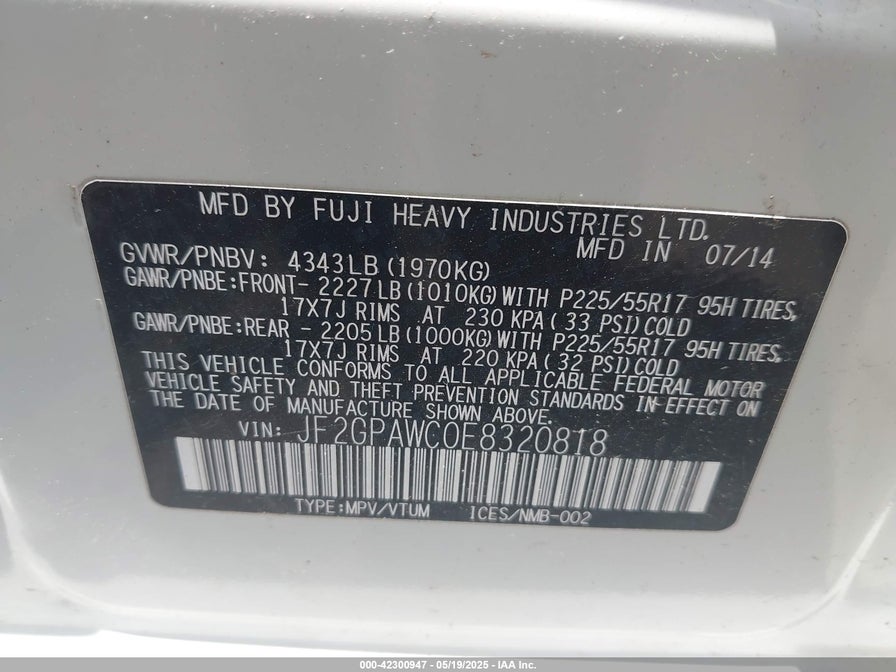 MFD BY FUJI HEAVY INDUSTRIES LTD.
MFD IN 07/14
GVWR/PNBV: 4343LB(1970KG)
GAWR/PNBE:FRONT- 2227LB(1010KG)WITH P225/55R17 95H TIRES,
17X7J RIMS AT 230 KPA( 33 PSI)COLD
GAWR/PNBE:REAR - 2205LB(1000KG)WITH P225/55R17 95H TIRES,
17X7J RIMS AT 220 KPA( 32 PSI)COLD
THIS VEHICLE CONFORMS TO ALL APPLICABLE FEDERAL MOTOR
VEHICLE SAFETY AND THEFT PREVENTION STANDARDS IN EFFECT ON
THE DATE OF MANUFACTURE SHOWN ABOVE.
VIN: JF2GPAWC0E8320818
TYPE:MPV/VTUM ICES/NMB-002
000-42300947 - 05/19/2025 - IAA Inc.